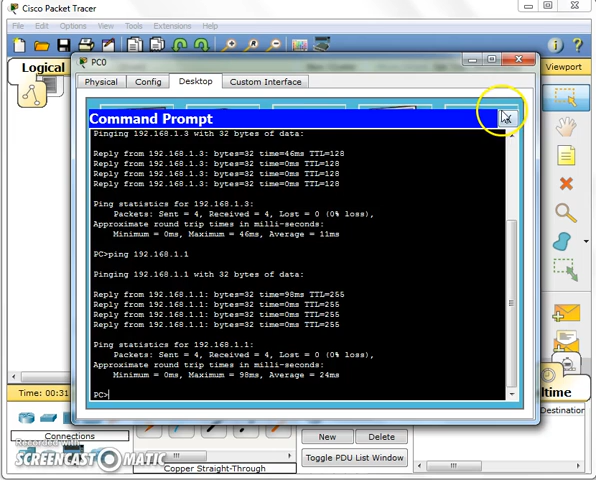 Cisco Packet Tracer
File Edit Options View Tools Extensions Help
Logical
Viewport
PC0
Physical Config Desktop Custom Interface
Command Prompt
Pinging 192.168.1.3 with 32 bytes of data:
Reply from 192.168.1.3: bytes=32 time=46ms TTL=128
Reply from 192.168.1.3: bytes=32 time=0ms TTL=128
Reply from 192.168.1.3: bytes=32 time=0ms TTL=128
Reply from 192.168.1.3: bytes=32 time=0ms TTL=128
Ping statistics for 192.168.1.3:
Packets: Sent = 4, Received = 4, Lost = 0 (0% loss),
Approximate round trip times in milli-seconds:
Minimum = 0ms, Maximum = 46ms, Average = 11ms
PC>ping 192.168.1.1
Pinging 192.168.1.1 with 32 bytes of data:
Reply from 192.168.1.1: bytes=32 time=98ms TTL=255
Reply from 192.168.1.1: bytes=32 time=0ms TTL=255
Reply from 192.168.1.1: bytes=32 time=0ms TTL=255
Reply from 192.168.1.1: bytes=32 time=0ms TTL=255
Ping statistics for 192.168.1.1:
Packets: Sent = 4, Received = 4, Lost = 0 (0% loss),
Approximate round trip times in milli-seconds:
Minimum = 0ms, Maximum = 98ms, Average = 24ms
PC>
Time: 00:31
ltime
Destination
Connections
New Delete
Toggle PDU List Window
Copper Straight-Through
Recorded with
SCREENCAST-O-MATIC